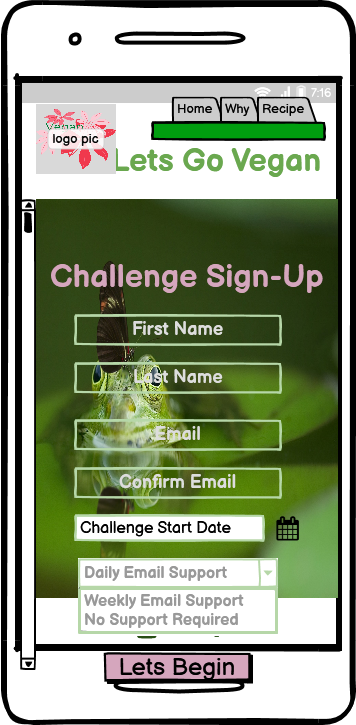 7:16
Home Why Recipe
Vegan
logo pic
Lets Go Vegan
Challenge Sign-Up
First Name
Last Name
Email
Confirm Email
Challenge Start Date
Daily Email Support
Weekly Email Support
No Support Required
Lets Begin